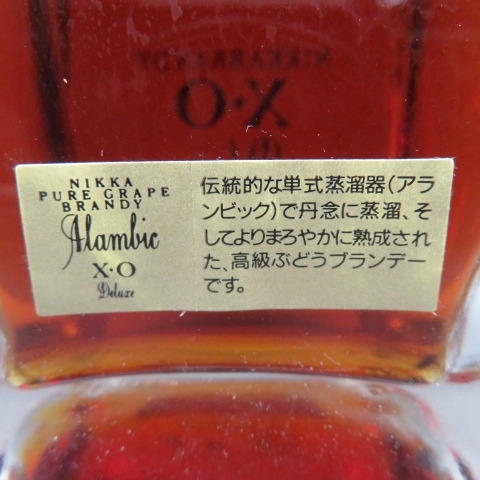 NIKKA BRANDY
X•O
NIKKA
PURE GRAPE
BRANDY
Alambic
X•O
Deluxe
伝統的な単式蒸溜器(アラ
ンビック)で丹念に蒸溜、そ
してよりまろやかに熟成され
た、高級ぶどうブランデー
です。